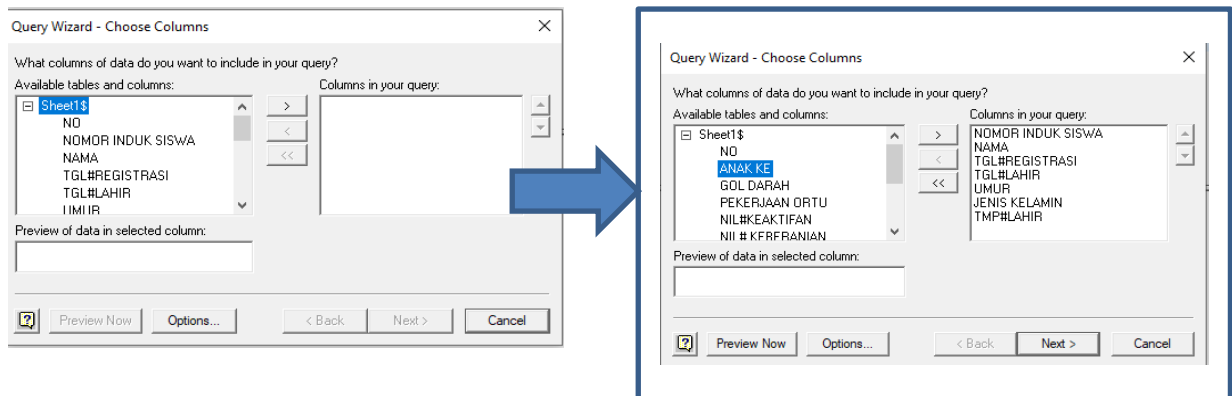 Query Wizard - Choose Columns
What columns of data do you want to include in your query?
Available tables and columns:
Columns in your query:
Sheet1$
NO
NOMOR INDUK SISWA
NAMA
TGL#REGISTRASI
TGL#LAHIR
UMUR
>
<
<<
Preview of data in selected column:
Preview Now
Options...
< Back
Next >
Cancel
Query Wizard - Choose Columns
What columns of data do you want to include in your query?
Available tables and columns:
Columns in your query:
Sheet1$
NO
ANAK KE
GOL DARAH
PEKERJAAN ORTU
NIL#KEAKTIFAN
NIL#KEBERANIAN
>
<
<<
NOMOR INDUK SISWA
NAMA
TGL#REGISTRASI
TGL#LAHIR
UMUR
JENIS KELAMIN
TMP#LAHIR
Preview of data in selected column:
Preview Now
Options...
< Back
Next >
Cancel